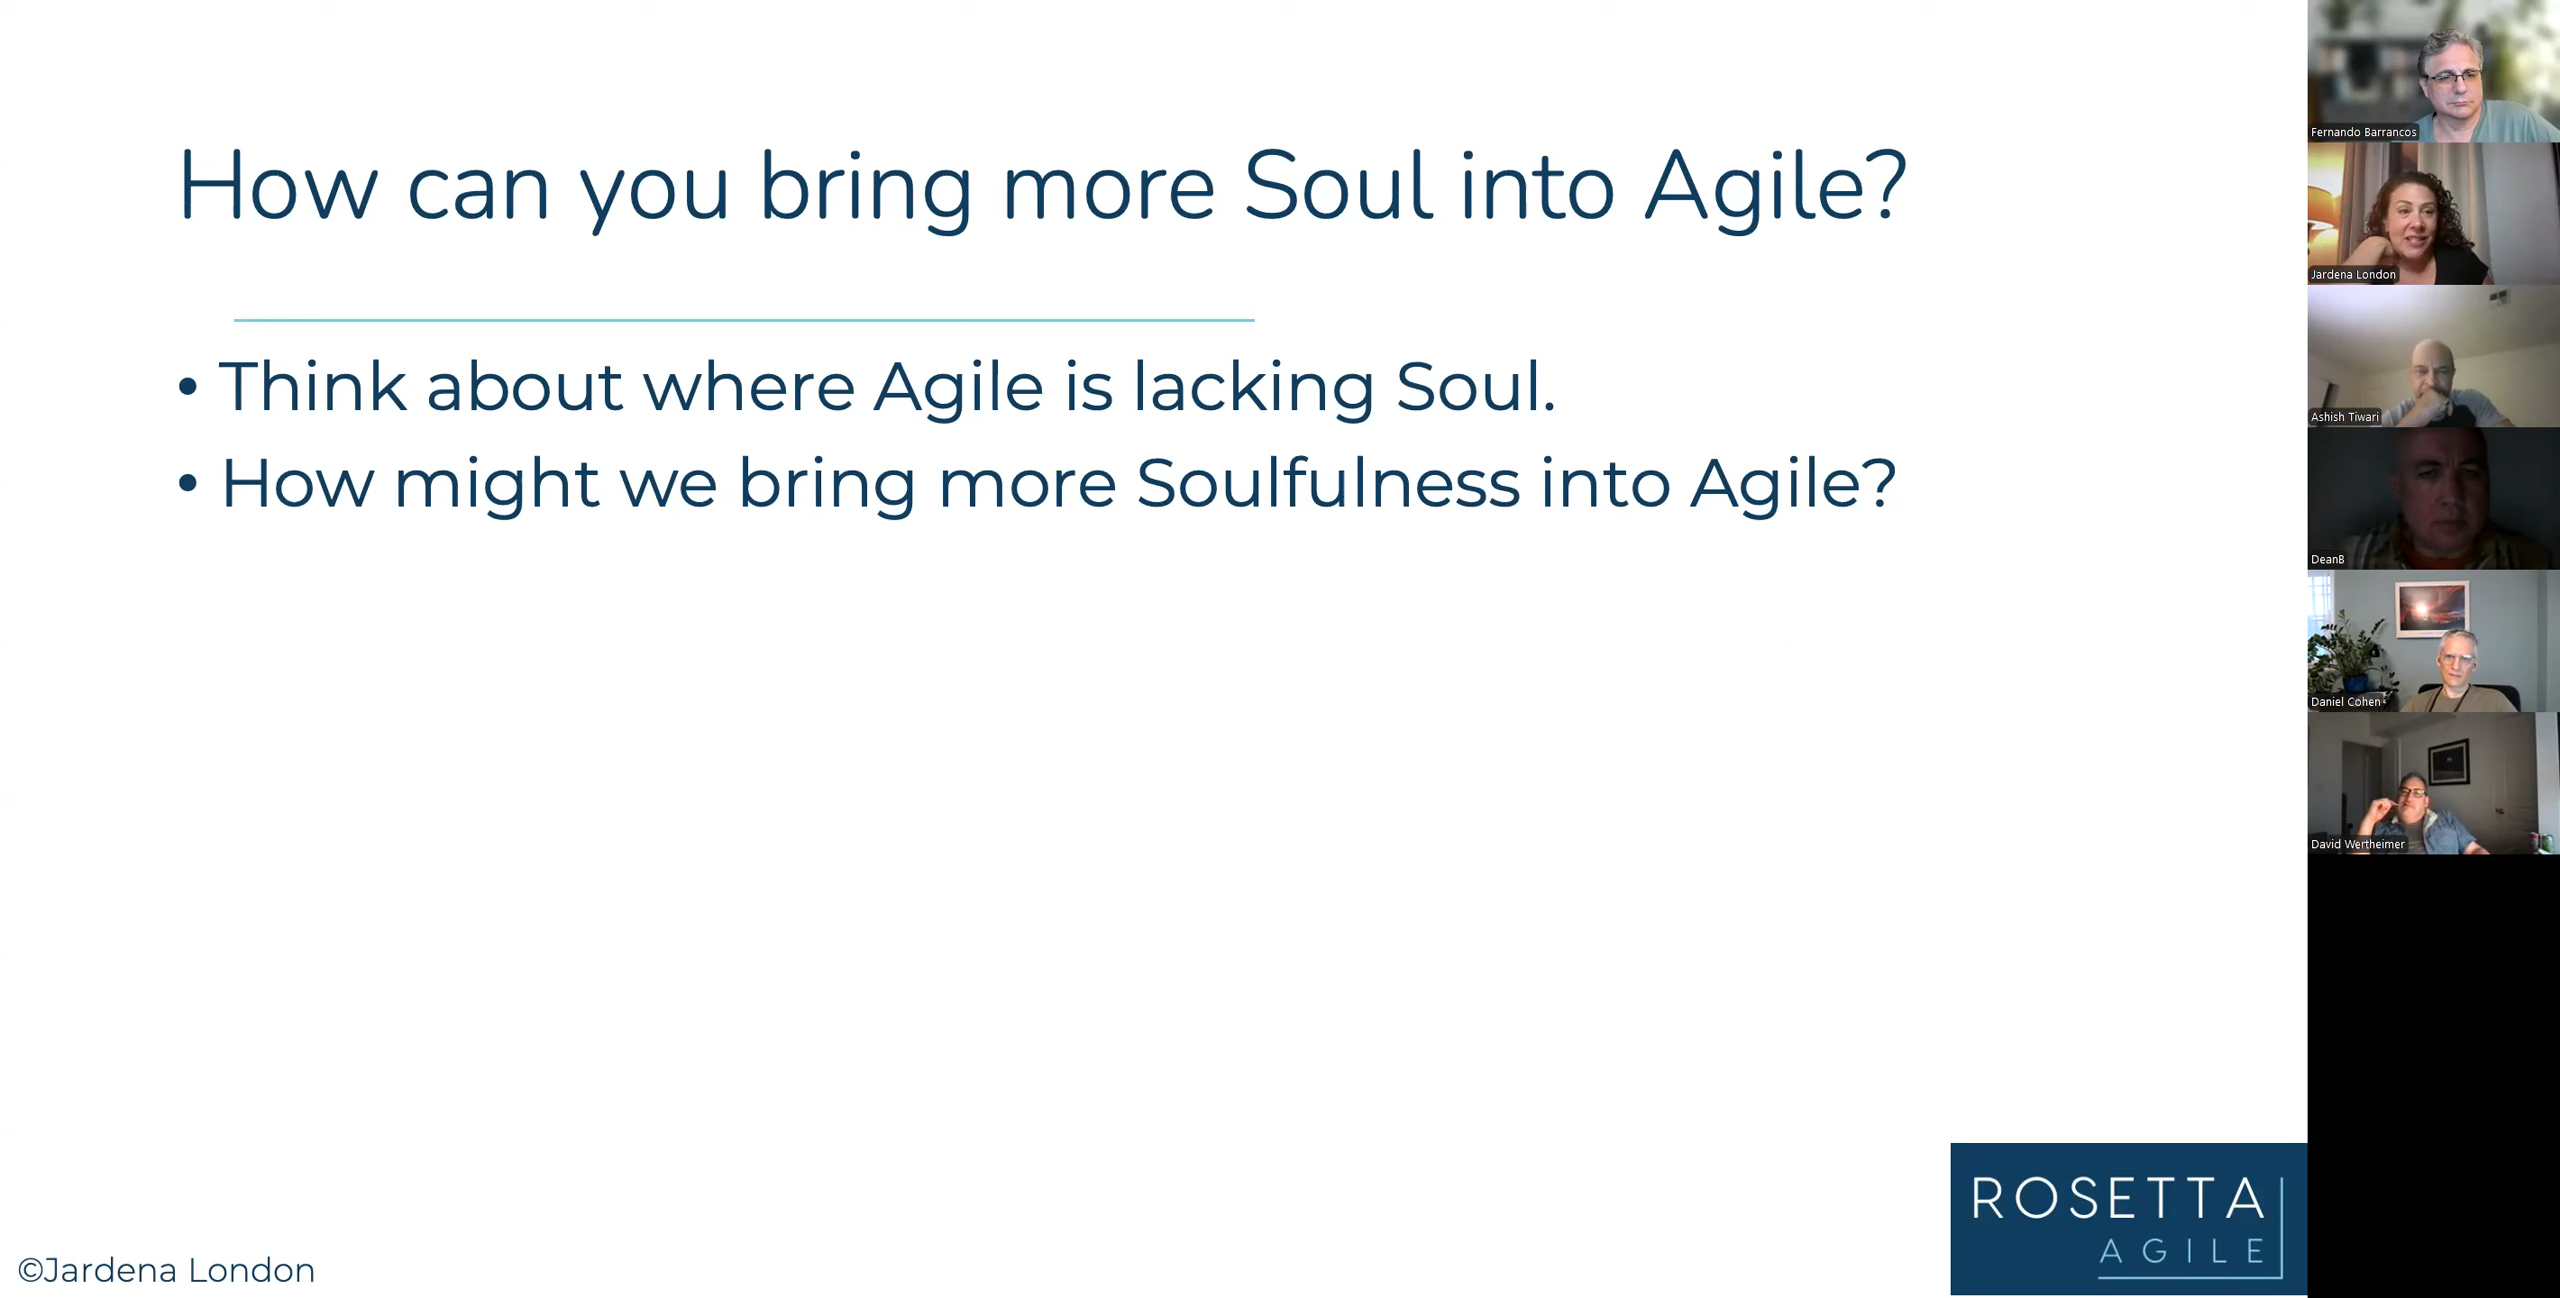 How can you bring more Soul into Agile?
• Think about where Agile is lacking Soul.
• How might we bring more Soulfulness into Agile?
©Jardena London
ROSETTA
AGILE
Fernando Barrancos
Jardena London
Ashish Tiwari
DeanB
Daniel Cohen
David Wertheimer